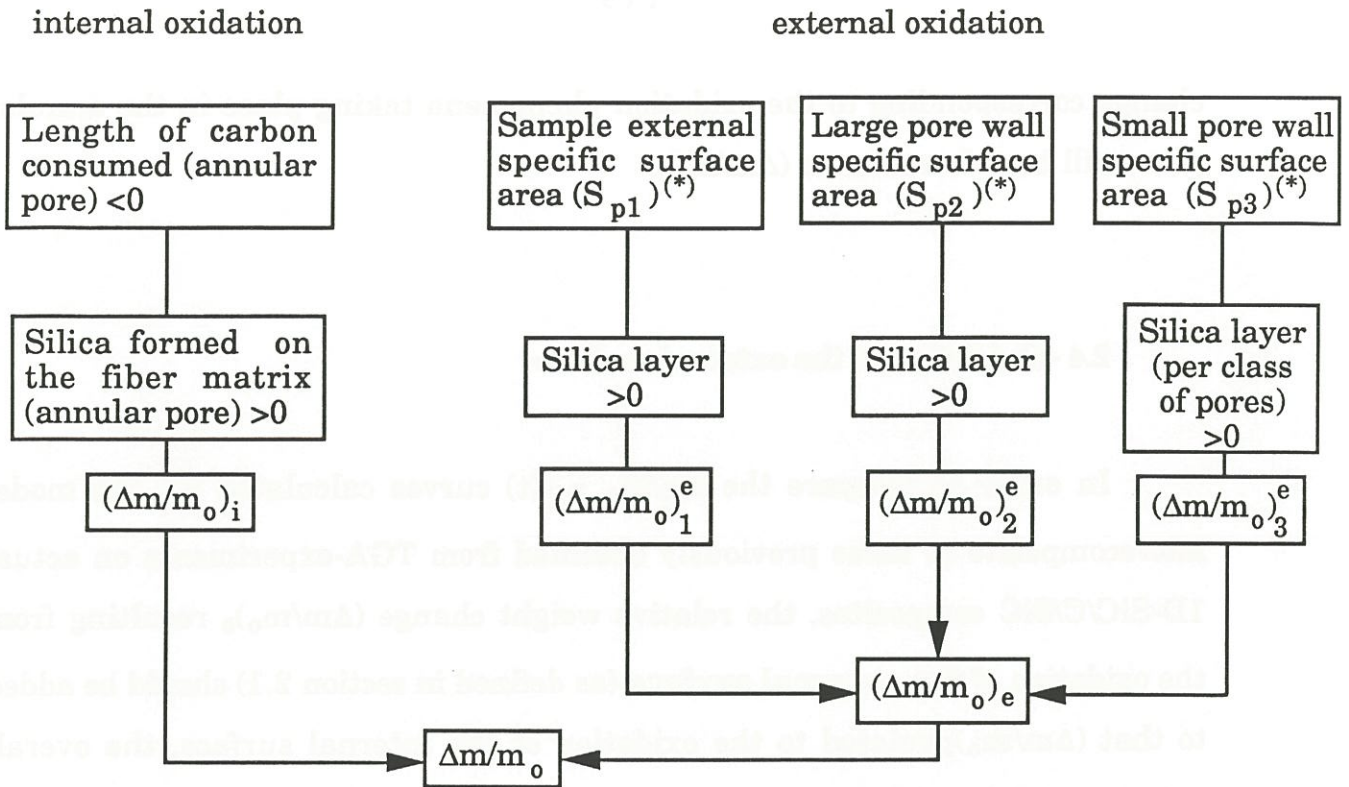 internal oxidation
external oxidation
Length of carbon
consumed (annular
pore) <0
Sample external
specific surface
area (S p1)(*)
Large pore wall
specific surface
area (S p2)(*)
Small pore wall
specific surface
area (S p3)(*)
Silica formed on
the fiber matrix
(annular pore) >0
Silica layer
>0
Silica layer
>0
Silica layer
(per class
of pores)
>0
(Δm/mo)i
(Δm/mo)e1
(Δm/mo)e2
(Δm/mo)e3
(Δm/mo)e
Δm/mo